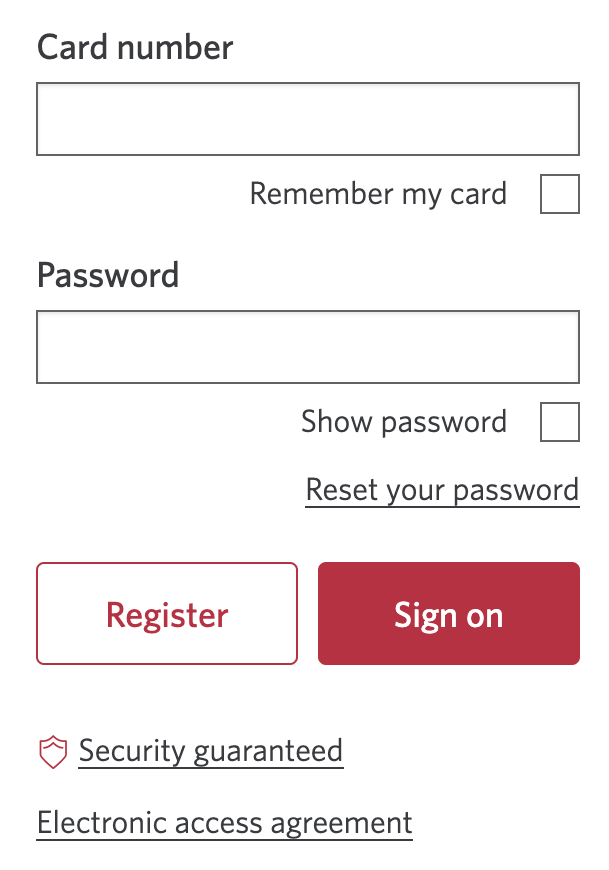 Card number
Remember my card
Password
Show password
Reset your password
Register Sign on
Security guaranteed
Electronic access agreement